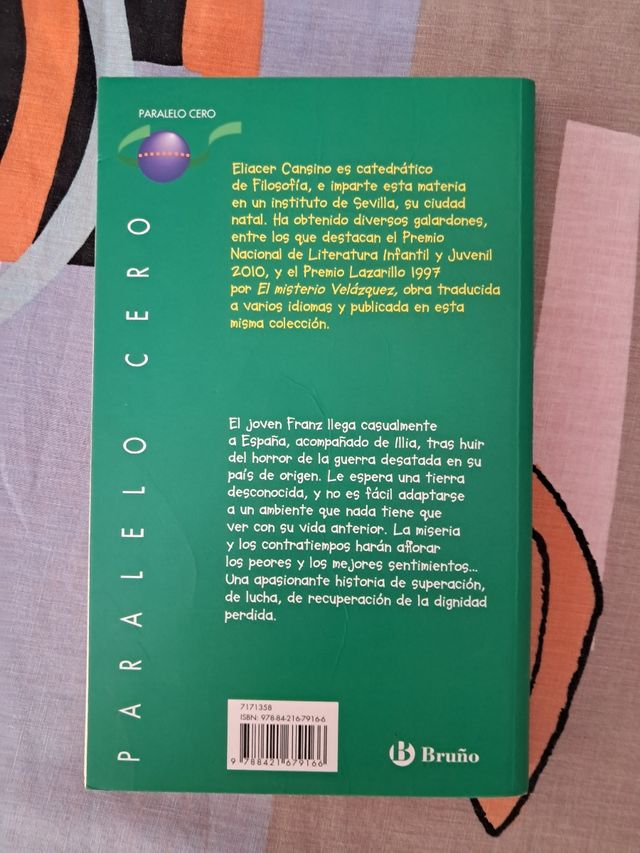 PARALELO CERO
PARALELO CERO
Eliacer Cansino es catedrático
de Filosofía, e imparte esta materia
en un instituto de Sevilla, su ciudad
natal. Ha obtenido diversos galardones,
entre los que destacan el Premio
Nacional de Literatura Infantil y Juvenil
2010, y el Premio Lazarillo 1997
por El misterio Velázquez, obra traducida
a varios idiomas y publicada en esta
misma colección.
El joven Franz llega casualmente
a España, acompañado de Illia, tras huir
del horror de la guerra desatada en su
país de origen. Le espera una tierra
desconocida, y no es fácil adaptarse
a un ambiente que nada tiene que
ver con su vida anterior. La miseria
y los contratiempos harán aflorar
los peores y los mejores sentimientos...
Una apasionante historia de superación,
de lucha, de recuperación de la dignidad
perdida.
7171358
ISBN: 978-84-216-7916-6
9 788421 679166
B Bruño